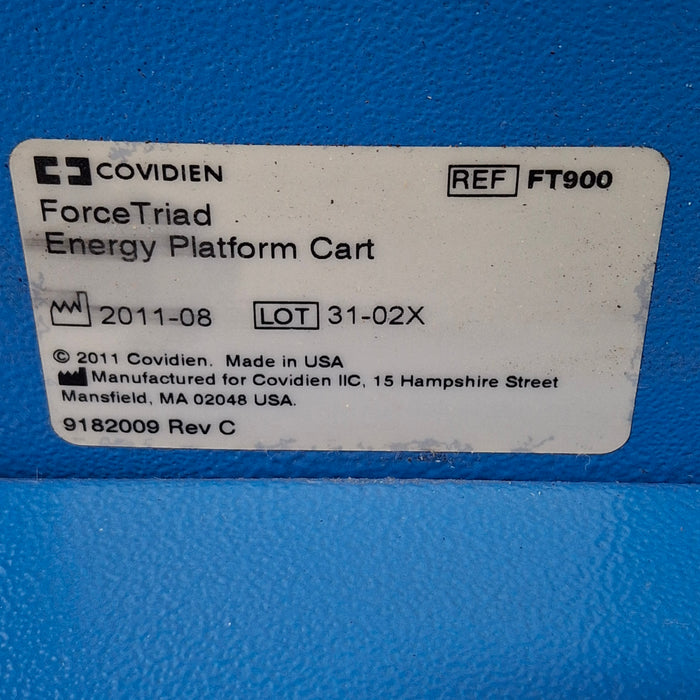 COVIDIEN
REF FT900
ForceTriad
Energy Platform Cart
2011-08 LOT 31-02X
© 2011 Covidien. Made in USA
Manufactured for Covidien IIC, 15 Hampshire Street
Mansfield, MA 02048 USA.
9182009 Rev C